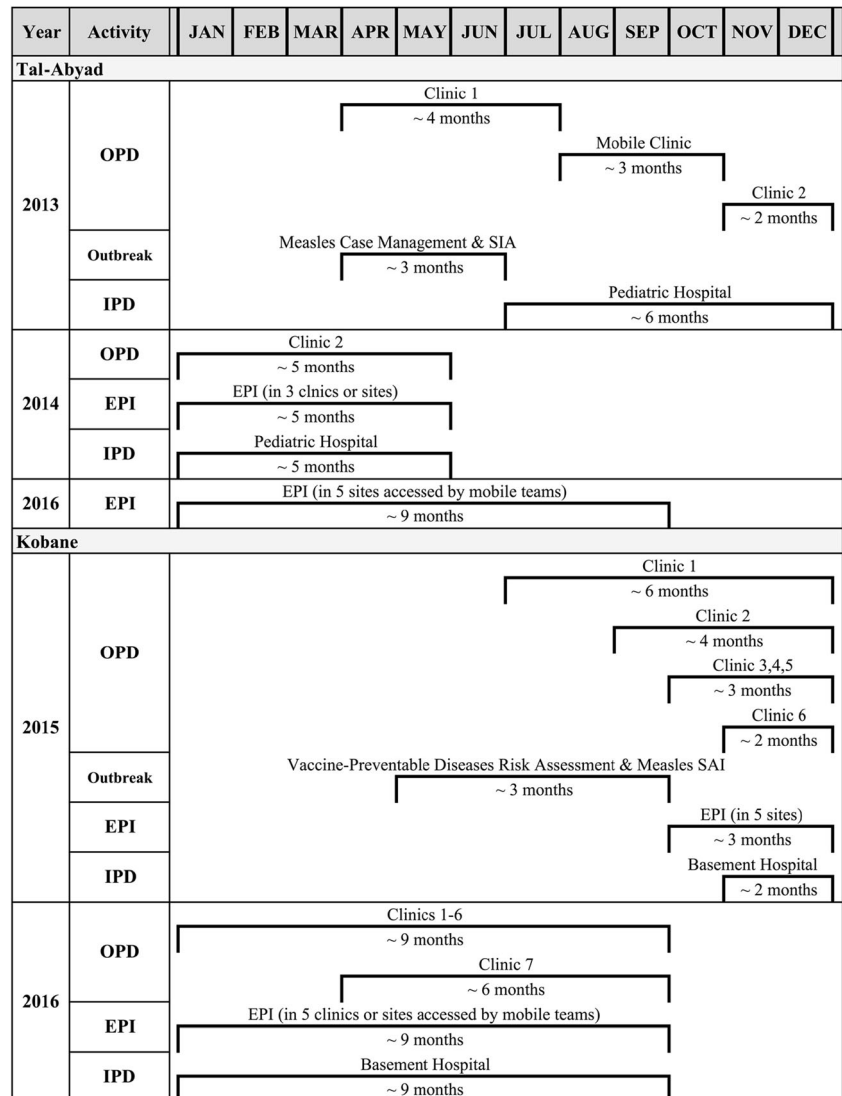 Year Activity JAN FEB MAR APR MAY JUN JUL AUG SEP OCT NOV DEC
Tal-Abyad
2013
OPD
Clinic 1
~ 4 months
Mobile Clinic
~ 3 months
Clinic 2
~ 2 months
Outbreak
Measles Case Management & SIA
~ 3 months
IPD
Pediatric Hospital
~ 6 months
2014
OPD
Clinic 2
~ 5 months
EPI
EPI (in 3 clnics or sites)
~ 5 months
IPD
Pediatric Hospital
~ 5 months
2016
EPI
EPI (in 5 sites accessed by mobile teams)
~ 9 months
Kobane
2015
OPD
Clinic 1
~ 6 months
Clinic 2
~ 4 months
Clinic 3,4,5
~ 3 months
Clinic 6
~ 2 months
Outbreak
Vaccine-Preventable Diseases Risk Assessment & Measles SAI
~ 3 months
EPI
EPI (in 5 sites)
~ 3 months
IPD
Basement Hospital
~ 2 months
2016
OPD
Clinics 1-6
~ 9 months
Clinic 7
~ 6 months
EPI
EPI (in 5 clinics or sites accessed by mobile teams)
~ 9 months
IPD
Basement Hospital
~ 9 months